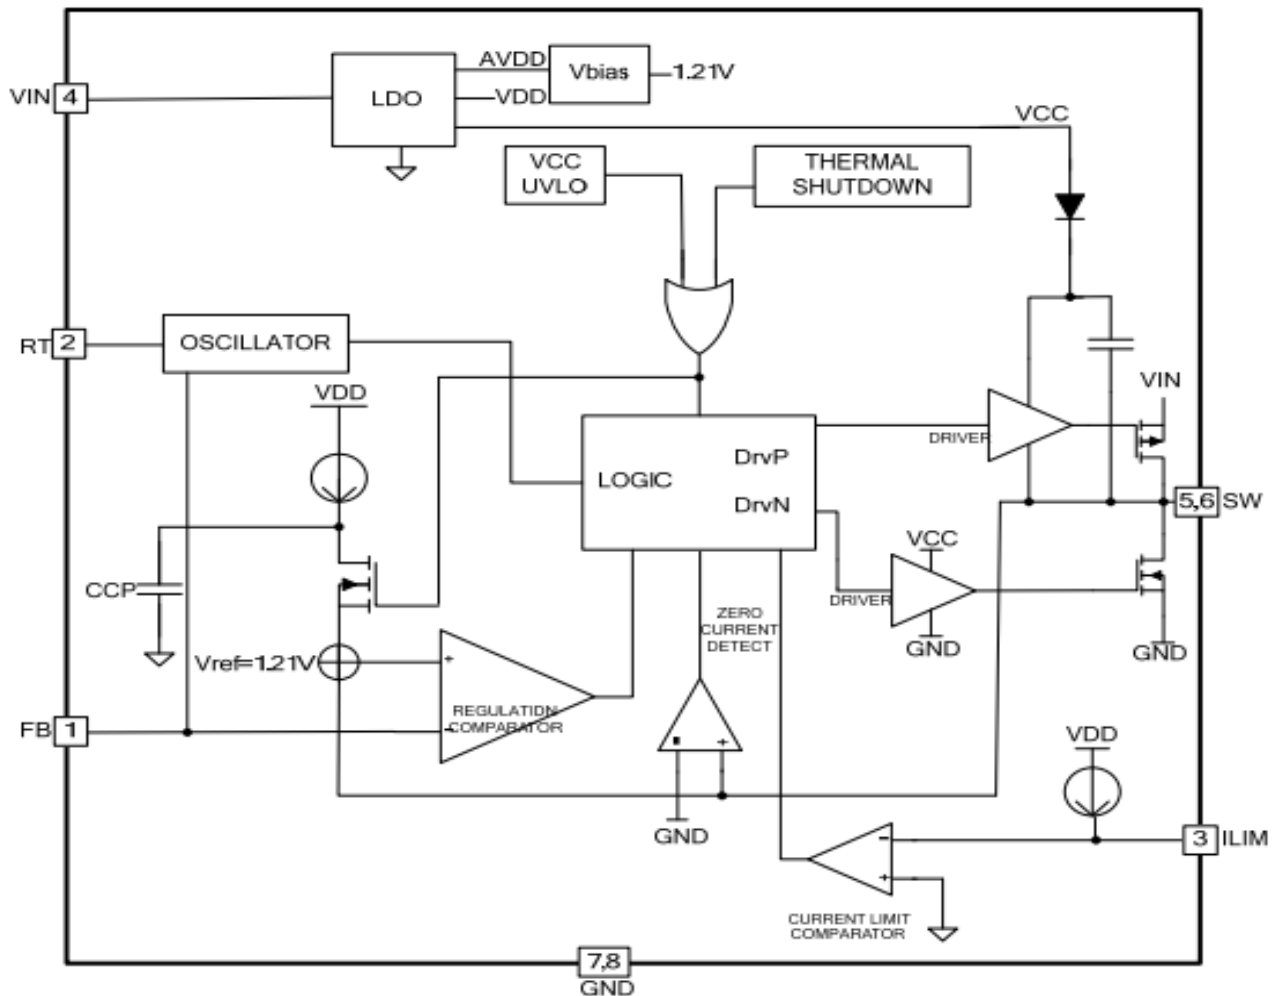 VIN 4
LDO
AVDD
Vbias
1.21V
VDD
VCC
VCC
UVLO
THERMAL
SHUTDOWN
RT 2
OSCILLATOR
VDD
VIN
DRIVER
DrvP
LOGIC
DrvN
5,6 SW
VCC
CCP
DRIVER
GND
GND
ZERO
CURRENT
DETECT
Vref=1.21V
+
REGULATION
COMPARATOR
-
FB 1
- +
GND
VDD
3 ILIM
-
+
CURRENT LIMIT
COMPARATOR
7,8
GND